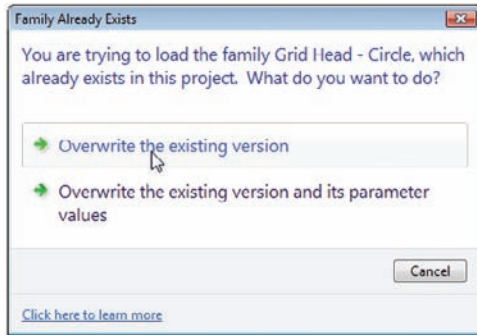 Family Already Exists
You are trying to load the family Grid Head - Circle, which
already exists in this project. What do you want to do?
Overwrite the existing version
Overwrite the existing version and its parameter
values
Cancel
Click here to learn more